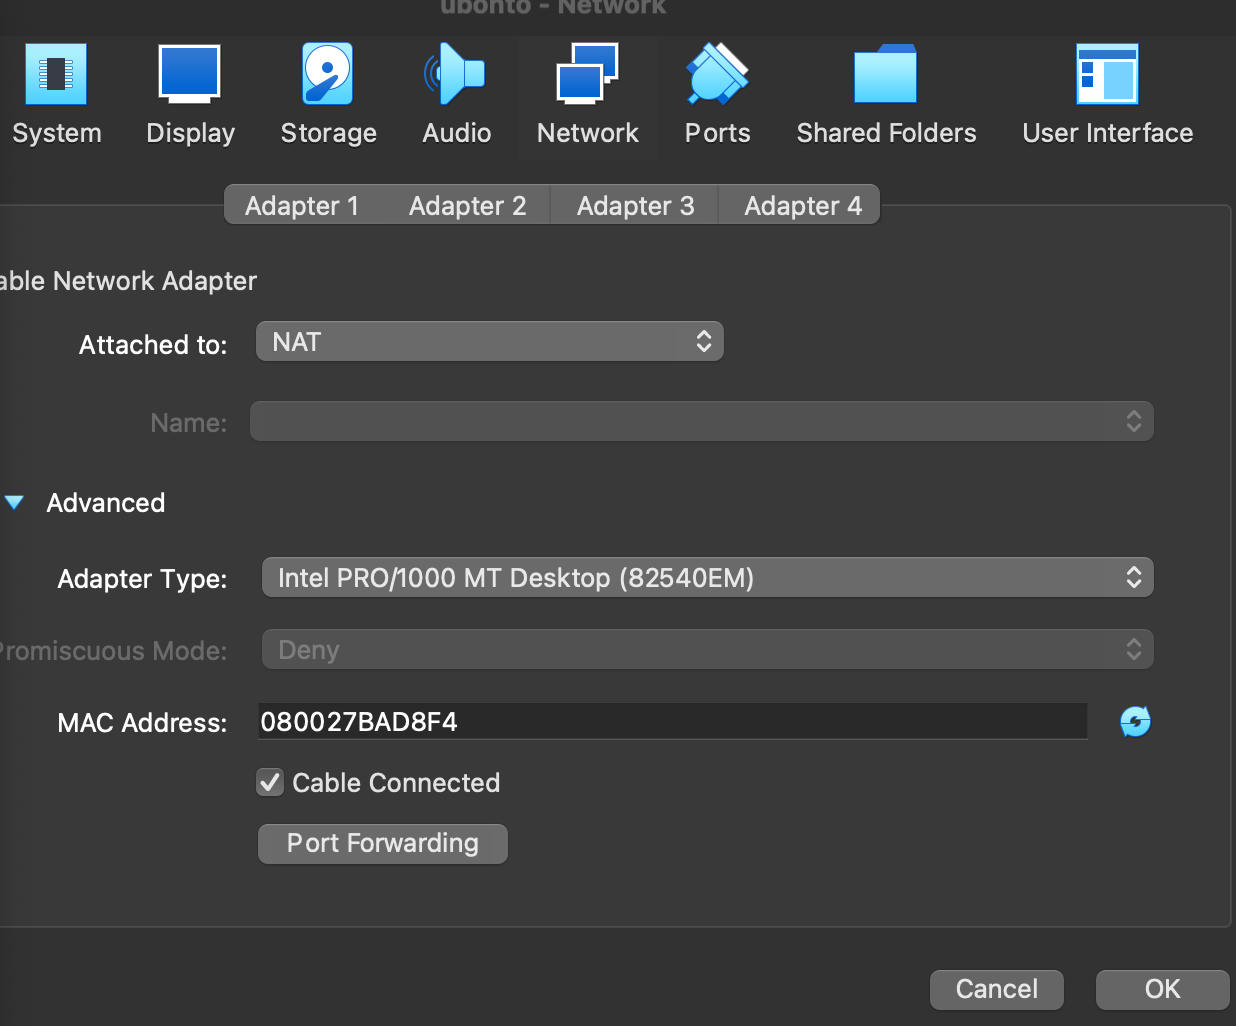 ubonto - Network
System Display Storage Audio Network Ports Shared Folders User Interface
Adapter 1 Adapter 2 Adapter 3 Adapter 4
able Network Adapter
Attached to: NAT
Name:
Advanced
Adapter Type: Intel PRO/1000 MT Desktop (82540EM)
Promiscuous Mode: Deny
MAC Address: 080027BAD8F4
Cable Connected
Port Forwarding
Cancel OK